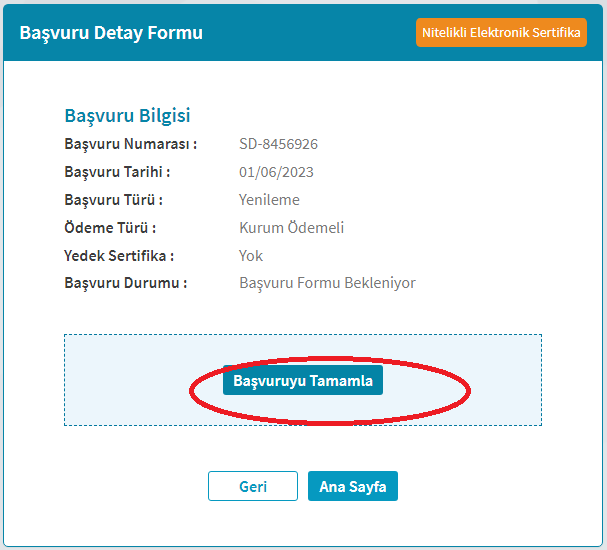 Başvuru Detay Formu
Nitelikli Elektronik Sertifika
Başvuru Bilgisi
Başvuru Numarası : SD-8456926
Başvuru Tarihi : 01/06/2023
Başvuru Türü : Yenileme
Ödeme Türü : Kurum Ödemeli
Yedek Sertifika : Yok
Başvuru Durumu : Başvuru Formu Bekleniyor
Başvuruyu Tamamla
Geri
Ana Sayfa